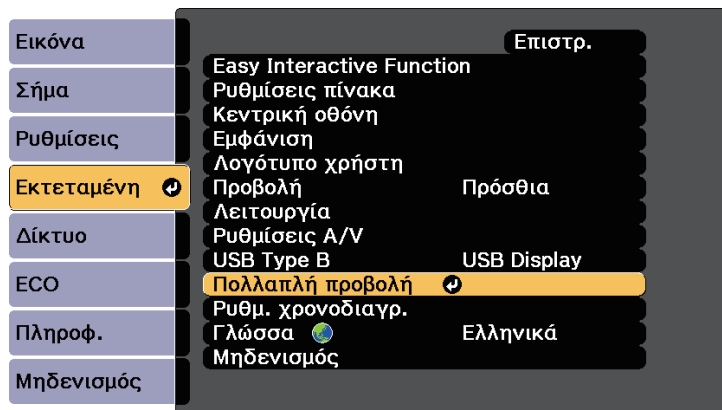 Εικόνα
Σήμα
Ρυθμίσεις
Εκτεταμένη
Δίκτυο
ECO
Πληροφ.
Μηδενισμός
Επιστρ.
Easy Interactive Function
Ρυθμίσεις πίνακα
Κεντρική οθόνη
Εμφάνιση
Λογότυπο χρήστη
Προβολή Πρόσθια
Λειτουργία
Ρυθμίσεις A/V
USB Type B USB Display
Πολλαπλή προβολή
Ρυθμ. χρονοδιαγρ.
Γλώσσα Ελληνικά
Μηδενισμός